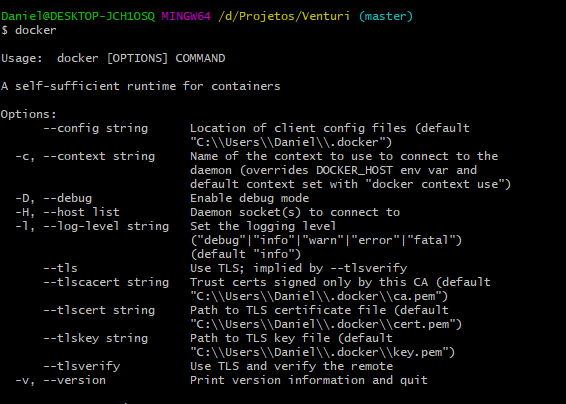 Daniel@DESKTOP-JCH1OSQ MINGW64 /d/Projetos/Venturi (master)
$ docker
Usage:  docker [OPTIONS] COMMAND
A self-sufficient runtime for containers
Options:
      --config string      Location of client config files (default
                           "C:\\Users\\Daniel\\.docker")
  -c, --context string     Name of the context to use to connect to the
                           daemon (overrides DOCKER_HOST env var and
                           default context set with "docker context use")
  -D, --debug              Enable debug mode
  -H, --host list          Daemon socket(s) to connect to
  -l, --log-level string   Set the logging level
                           ("debug"|"info"|"warn"|"error"|"fatal")
                           (default "info")
      --tls                Use TLS; implied by --tlsverify
      --tlscacert string   Trust certs signed only by this CA (default
                           "C:\\Users\\Daniel\\.docker\\ca.pem")
      --tlscert string     Path to TLS certificate file (default
                           "C:\\Users\\Daniel\\.docker\\cert.pem")
      --tlskey string      Path to TLS key file (default
                           "C:\\Users\\Daniel\\.docker\\key.pem")
      --tlsverify          Use TLS and verify the remote
  -v, --version            Print version information and quit